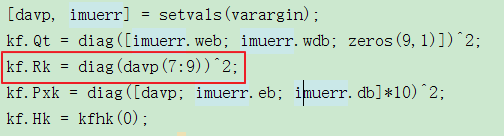 [davp, imuerr] = setvals(varargin);
kf.Qt = diag([imuerr.web; imuerr.wdb; zeros(9,1)])^2;
kf.Rk = diag(davp(7:9))^2;
kf.Pxk = diag([davp; imuerr.eb; imuerr.db]*10)^2;
kf.Hk = kfhk(0);